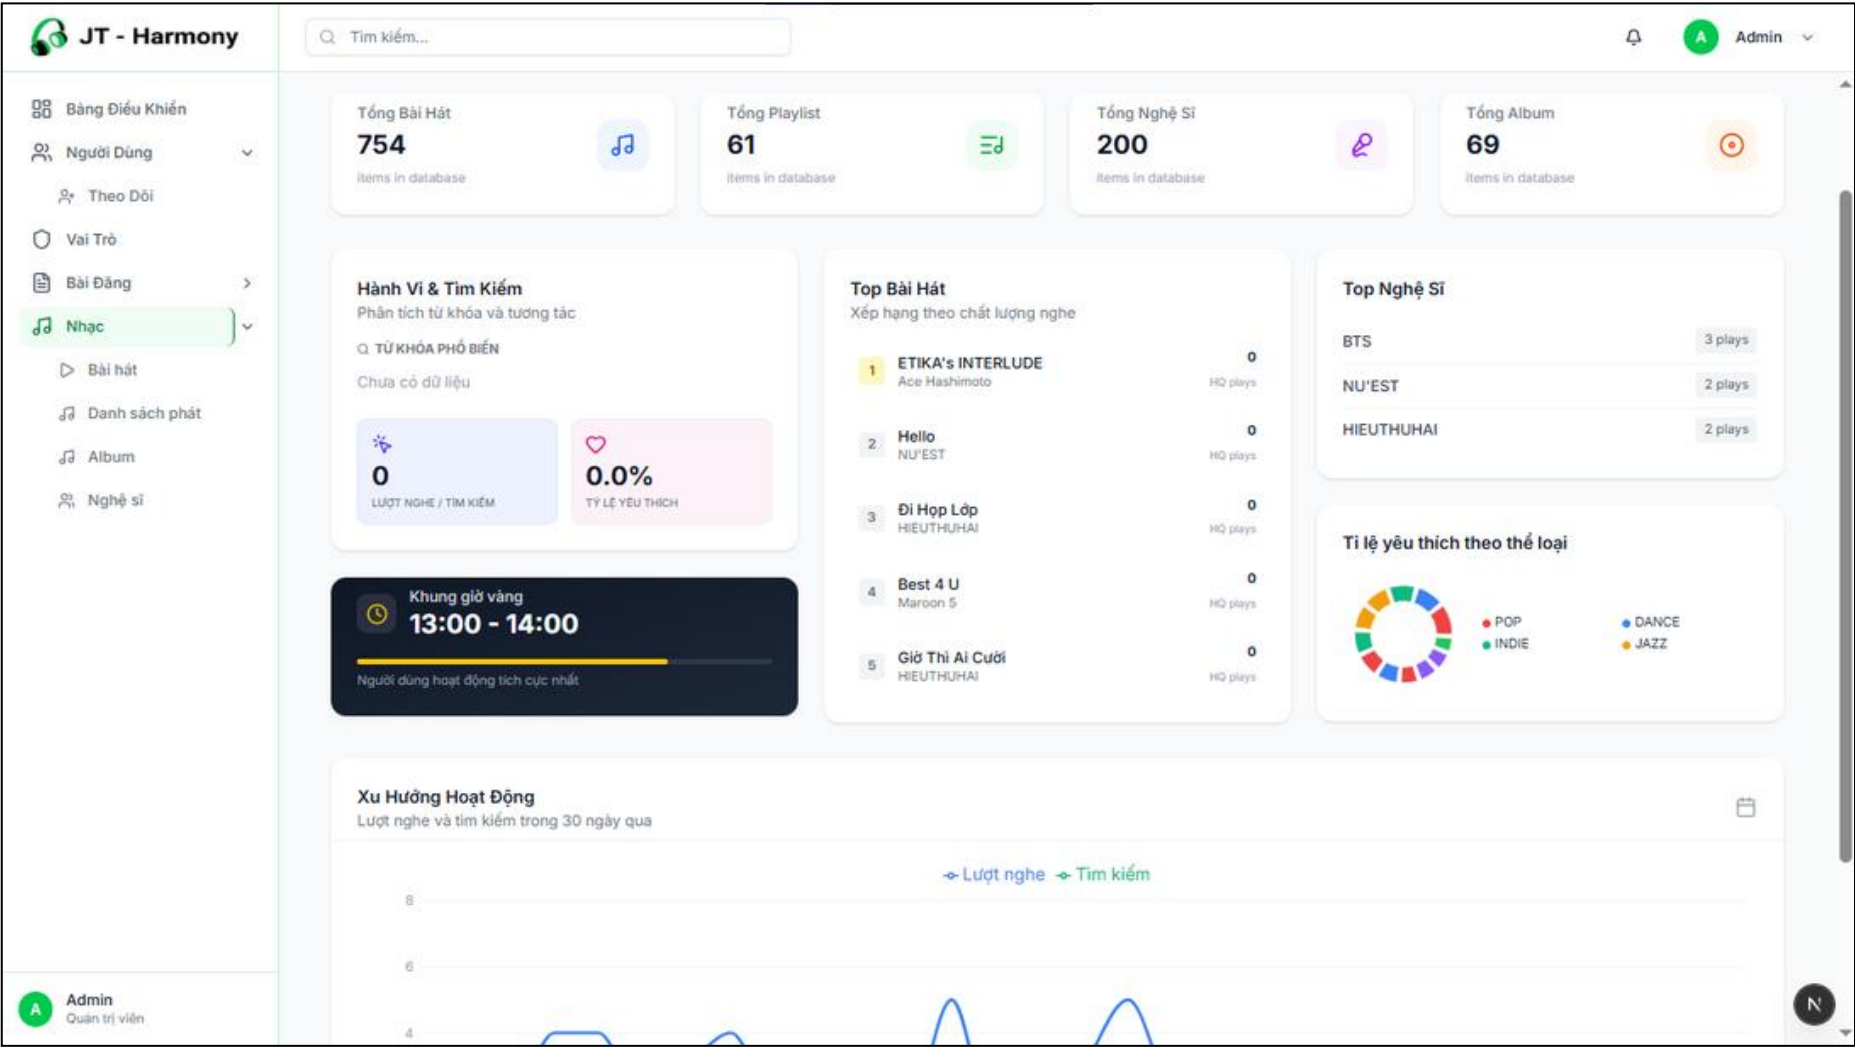 JT - Harmony
Tìm kiếm...
A
Admin
Bảng Điều Khiển
Người Dùng
Theo Dõi
Vai Trò
Bài Đăng
Nhạc
Bài hát
Danh sách phát
Album
Nghệ sĩ
A
Admin
Quản trị viên
Tổng Bài Hát
754
items in database
Tổng Playlist
61
items in database
Tổng Nghệ Sĩ
200
items in database
Tổng Album
69
items in database
Hành Vi & Tìm Kiếm
Phân tích từ khóa và tương tác
TỪ KHÓA PHỔ BIẾN
Chưa có dữ liệu
0
LƯỢT NGHE / TÌM KIẾM
0.0%
TỶ LỆ YÊU THÍCH
Khung giờ vàng
13:00 - 14:00
Người dùng hoạt động tích cực nhất
Top Bài Hát
Xếp hạng theo chất lượng nghe
1 ETIKA's INTERLUDE 0
Ace Hashimoto HQ plays
2 Hello 0
NU'EST HQ plays
3 Đi Họp Lớp 0
HIEUTHUHAI HQ plays
4 Best 4 U 0
Maroon 5 HQ plays
5 Giờ Thì Ai Cười 0
HIEUTHUHAI HQ plays
Top Nghệ Sĩ
BTS 3 plays
NU'EST 2 plays
HIEUTHUHAI 2 plays
Tỉ lệ yêu thích theo thể loại
POP DANCE
INDIE JAZZ
Xu Hướng Hoạt Động
Lượt nghe và tìm kiếm trong 30 ngày qua
Lượt nghe Tìm kiếm
8
6
4
N